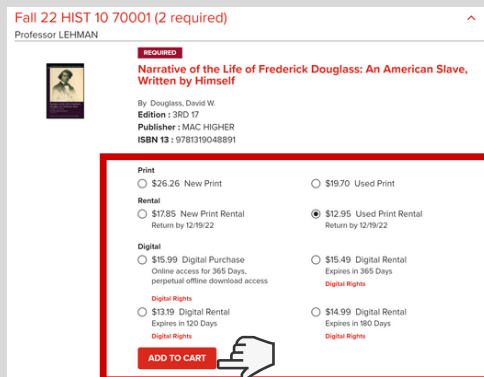 Fall 22 HIST 10 70001 (2 required)
Professor LEHMAN
REQUIRED
Narrative of the Life of Frederick Douglass: An American Slave,
Written by Himself
By Douglass, David W.
Edition : 3RD 17
Publisher : MAC HIGHER
ISBN 13 : 9781319048891
Print
$26.26 New Print
$19.70 Used Print
Rental
$17.85 New Print Rental
Return by 12/19/22
$12.95 Used Print Rental
Return by 12/19/22
Digital
$15.99 Digital Purchase
Online access for 365 Days,
perpetual offline download access
Digital Rights
$15.49 Digital Rental
Expires in 365 Days
Digital Rights
$13.19 Digital Rental
Expires in 120 Days
Digital Rights
$14.99 Digital Rental
Expires in 180 Days
Digital Rights
ADD TO CART